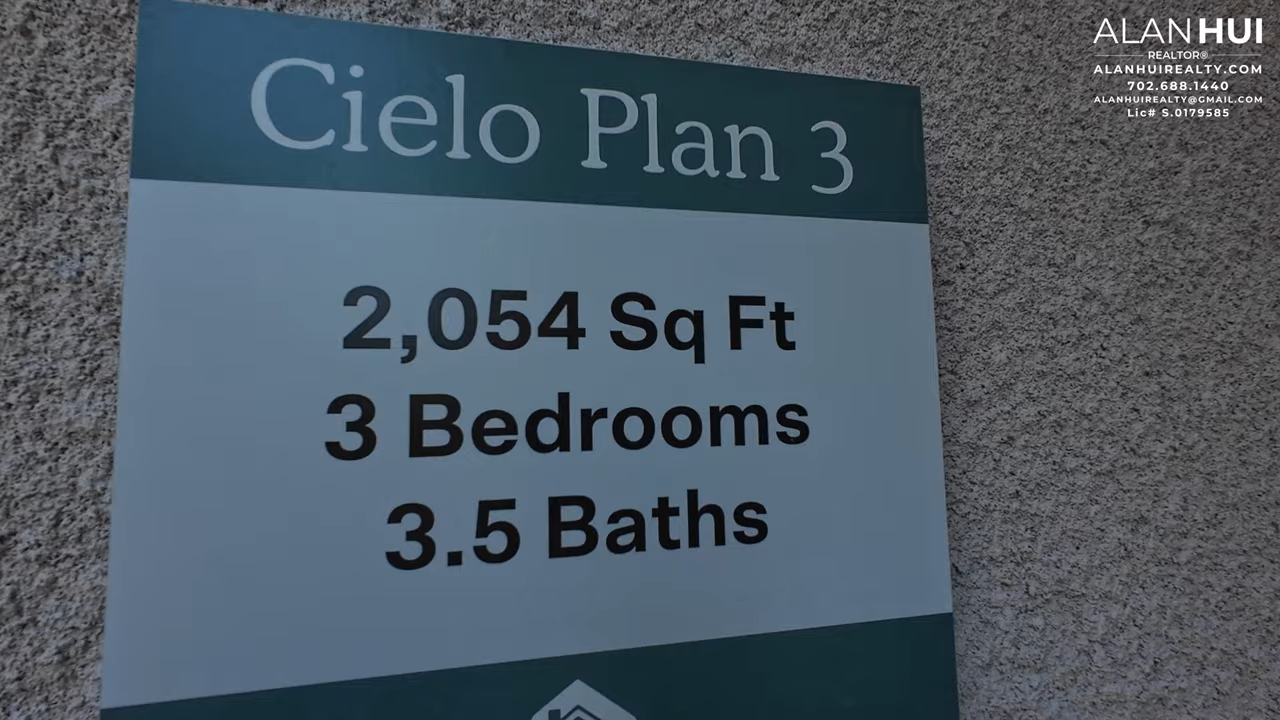 Cielo Plan 3
2,054 Sq Ft
3 Bedrooms
3.5 Baths
ALANHUI
REALTOR®
ALANHUIREALTY.COM
702.688.1440
ALANHUIREALTY@GMAIL.COM
Lic# S.0179585